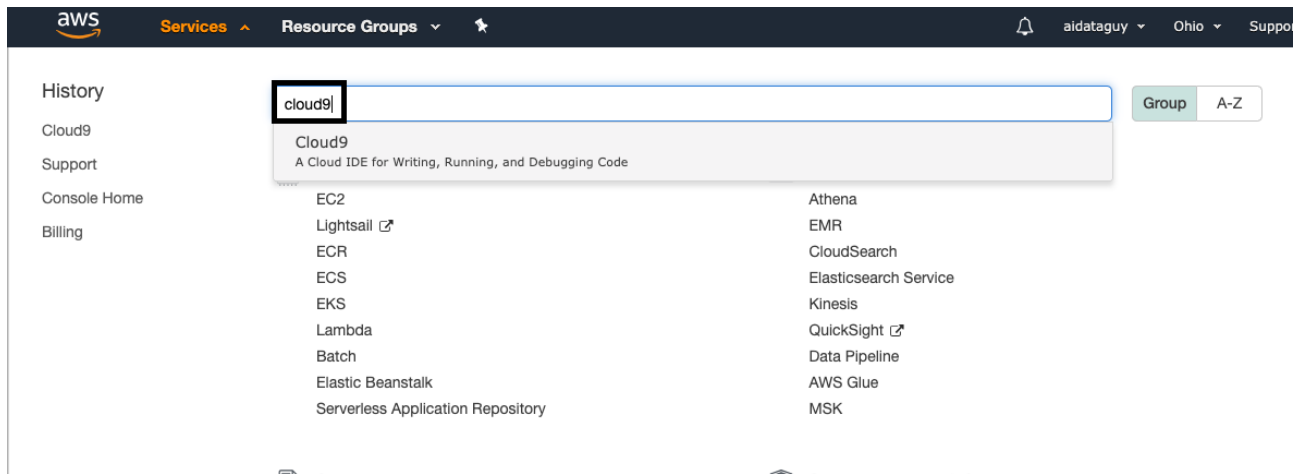 aws Services Resource Groups aidataguy Ohio Suppor
History
cloud9
Group A-Z
Cloud9
Support
Console Home
Billing
Cloud9
A Cloud IDE for Writing, Running, and Debugging Code
EC2
Lightsail
ECR
ECS
EKS
Lambda
Batch
Elastic Beanstalk
Serverless Application Repository
Athena
EMR
CloudSearch
Elasticsearch Service
Kinesis
QuickSight
Data Pipeline
AWS Glue
MSK